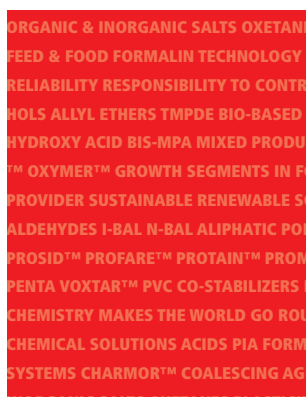 ORGANIC & INORGANIC SALTS OXETAN
FEED & FOOD FORMALIN TECHNOLOGY
RELIABILITY RESPONSIBILITY TO CONTR
HOLS ALLYL ETHERS TMPDE BIO-BASED
HYDROXY ACID BIS-MPA MIXED PRODU
™ OXYMER™ GROWTH SEGMENTS IN F
PROVIDER SUSTAINABLE RENEWABLE S
ALDEHYDES I-BAL N-BAL ALIPHATIC PO
PROSID™ PROFARE™ PROTAIN™ PROM
PENTA VOXTAR™ PVC CO-STABILIZERS
CHEMISTRY MAKES THE WORLD GO ROU
CHEMICAL SOLUTIONS ACIDS PIA FORM
SYSTEMS CHARMOR™ COALESCING AG